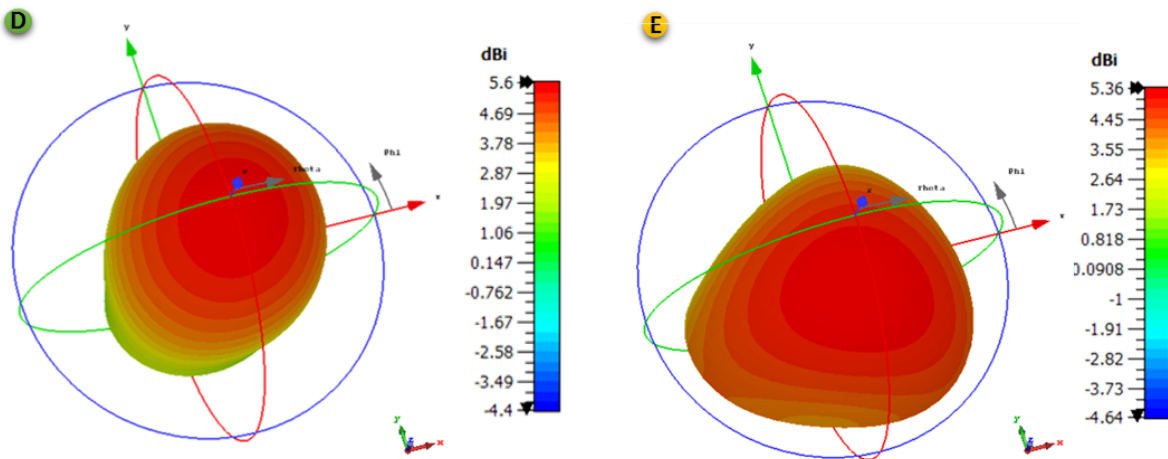 D
y
z
Theta
Phi
x
dBi
5.6
4.69
3.78
2.87
1.97
1.06
0.147
-0.762
-1.67
-2.58
-3.49
-4.4
y
z
x
E
y
z
Theta
Phi
x
dBi
5.36
4.45
3.55
2.64
1.73
0.818
0.0908
-1
-1.91
-2.82
-3.73
-4.64
y
z
x